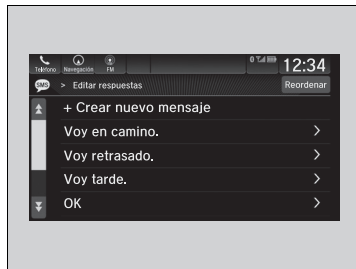 Teléfono Navegación FM
12:34
SMS > Editar respuestas Reordenar
+ Crear nuevo mensaje
Voy en camino.
Voy retrasado.
Voy tarde.
OK